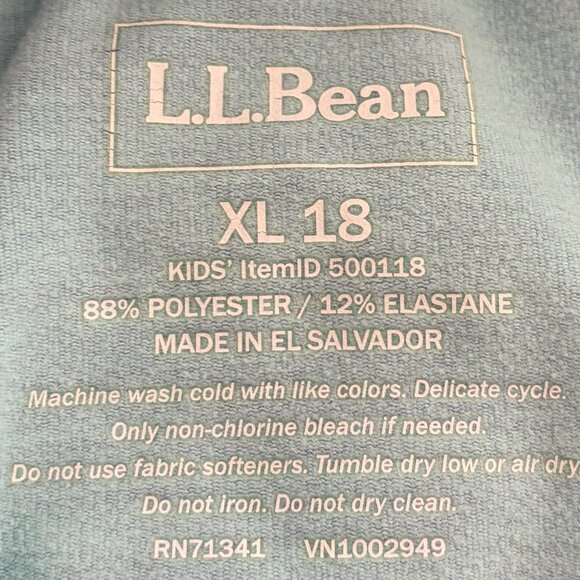 L.L.Bean
XL 18
KIDS' ItemID 500118
88% POLYESTER / 12% ELASTANE
MADE IN EL SALVADOR
Machine wash cold with like colors. Delicate cycle.
Only non-chlorine bleach if needed.
Do not use fabric softeners. Tumble dry low or air dry
Do not iron. Do not dry clean.
RN71341 VN1002949